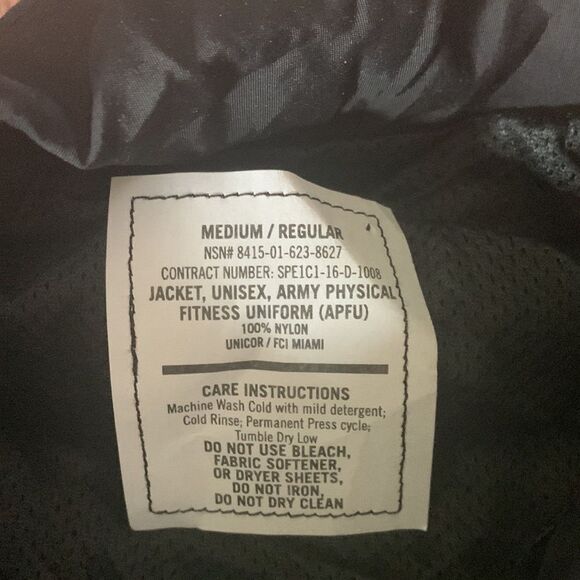 MEDIUM / REGULAR
NSN# 8415-01-623-8627
CONTRACT NUMBER: SPE1C1-16-D-1008
JACKET, UNISEX, ARMY PHYSICAL
FITNESS UNIFORM (APFU)
100% NYLON
UNICOR / FCI MIAMI
CARE INSTRUCTIONS
Machine Wash Cold with mild detergent;
Cold Rinse; Permanent Press cycle;
Tumble Dry Low
DO NOT USE BLEACH,
FABRIC SOFTENER,
OR DRYER SHEETS,
DO NOT IRON,
DO NOT DRY CLEAN